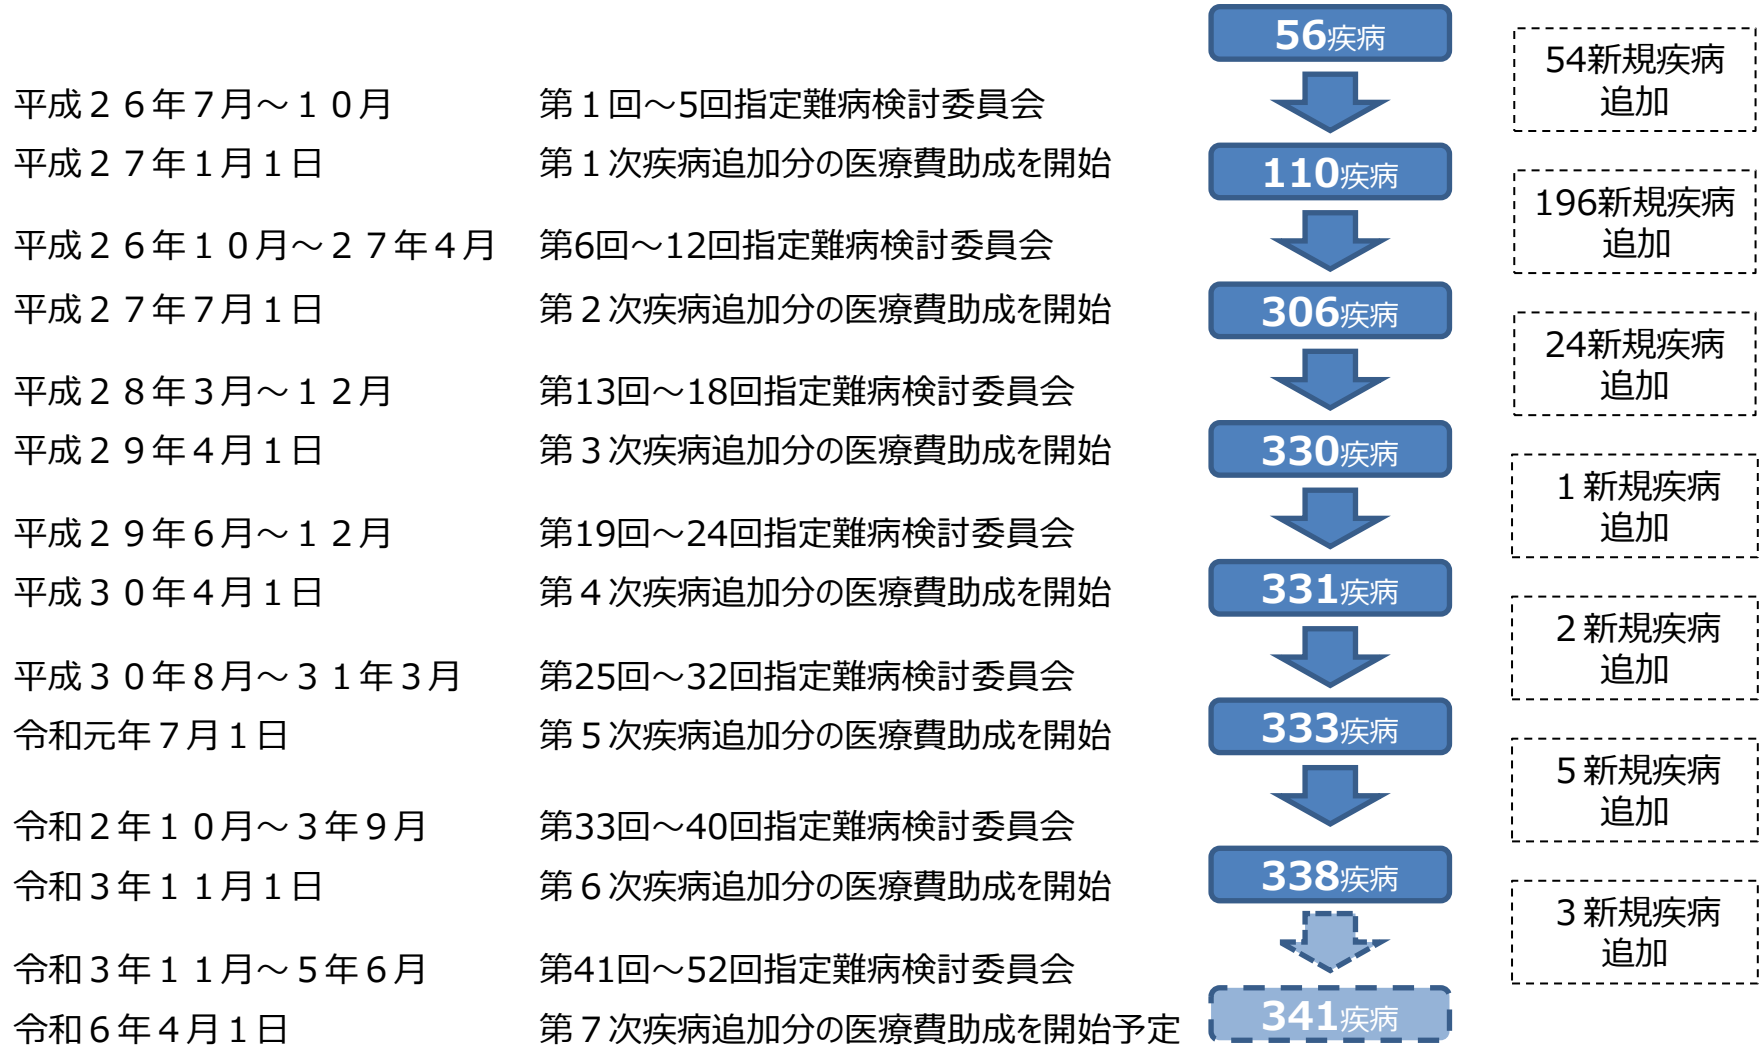 56疾病
54新規疾病
追加
平成２６年７月～１０月 第１回～5回指定難病検討委員会
平成２７年１月１日 第１次疾病追加分の医療費助成を開始
110疾病
196新規疾病
追加
平成２６年１０月～２７年４月 第6回～12回指定難病検討委員会
平成２７年７月１日 第２次疾病追加分の医療費助成を開始
306疾病
24新規疾病
追加
平成２８年３月～１２月 第13回～18回指定難病検討委員会
平成２９年４月１日 第３次疾病追加分の医療費助成を開始
330疾病
１新規疾病
追加
平成２９年６月～１２月 第19回～24回指定難病検討委員会
平成３０年４月１日 第４次疾病追加分の医療費助成を開始
331疾病
２新規疾病
追加
平成３０年８月～３１年３月 第25回～32回指定難病検討委員会
令和元年７月１日 第５次疾病追加分の医療費助成を開始
333疾病
５新規疾病
追加
令和２年１０月～３年９月 第33回～40回指定難病検討委員会
令和３年１１月１日 第６次疾病追加分の医療費助成を開始
338疾病
３新規疾病
追加
令和３年１１月～５年６月 第41回～52回指定難病検討委員会
令和６年４月１日 第７次疾病追加分の医療費助成を開始予定
341疾病